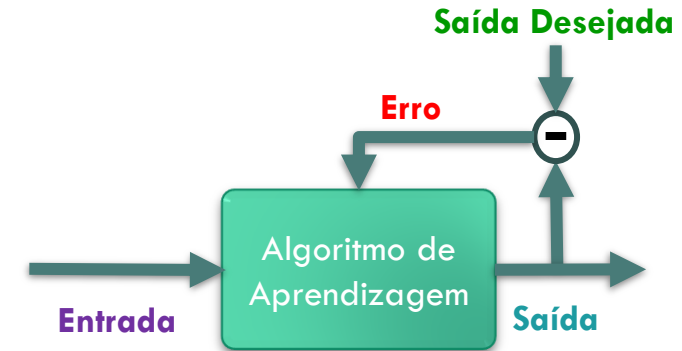 Saída Desejada
Erro
-
Algoritmo de
Aprendizagem
Entrada
Saída